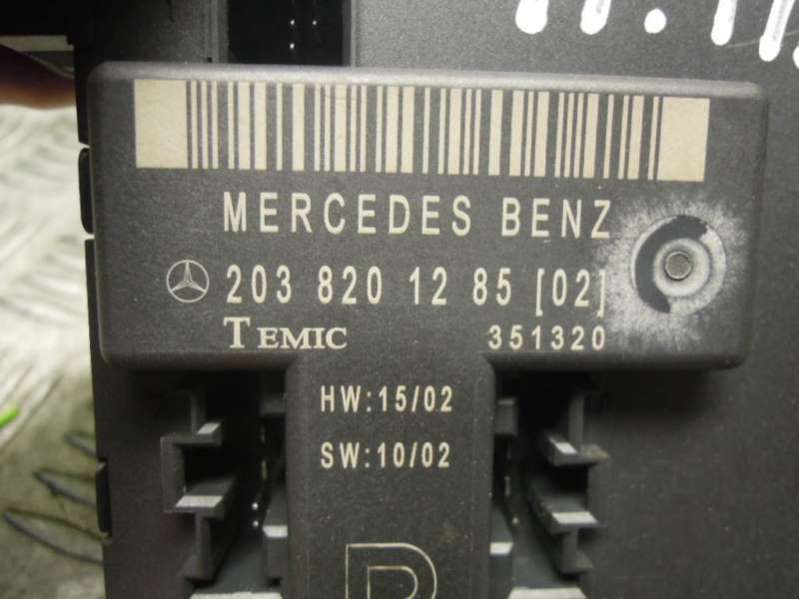 MERCEDES BENZ
203 820 12 85 [02]
TEMIC 351320
HW:15/02
SW:10/02